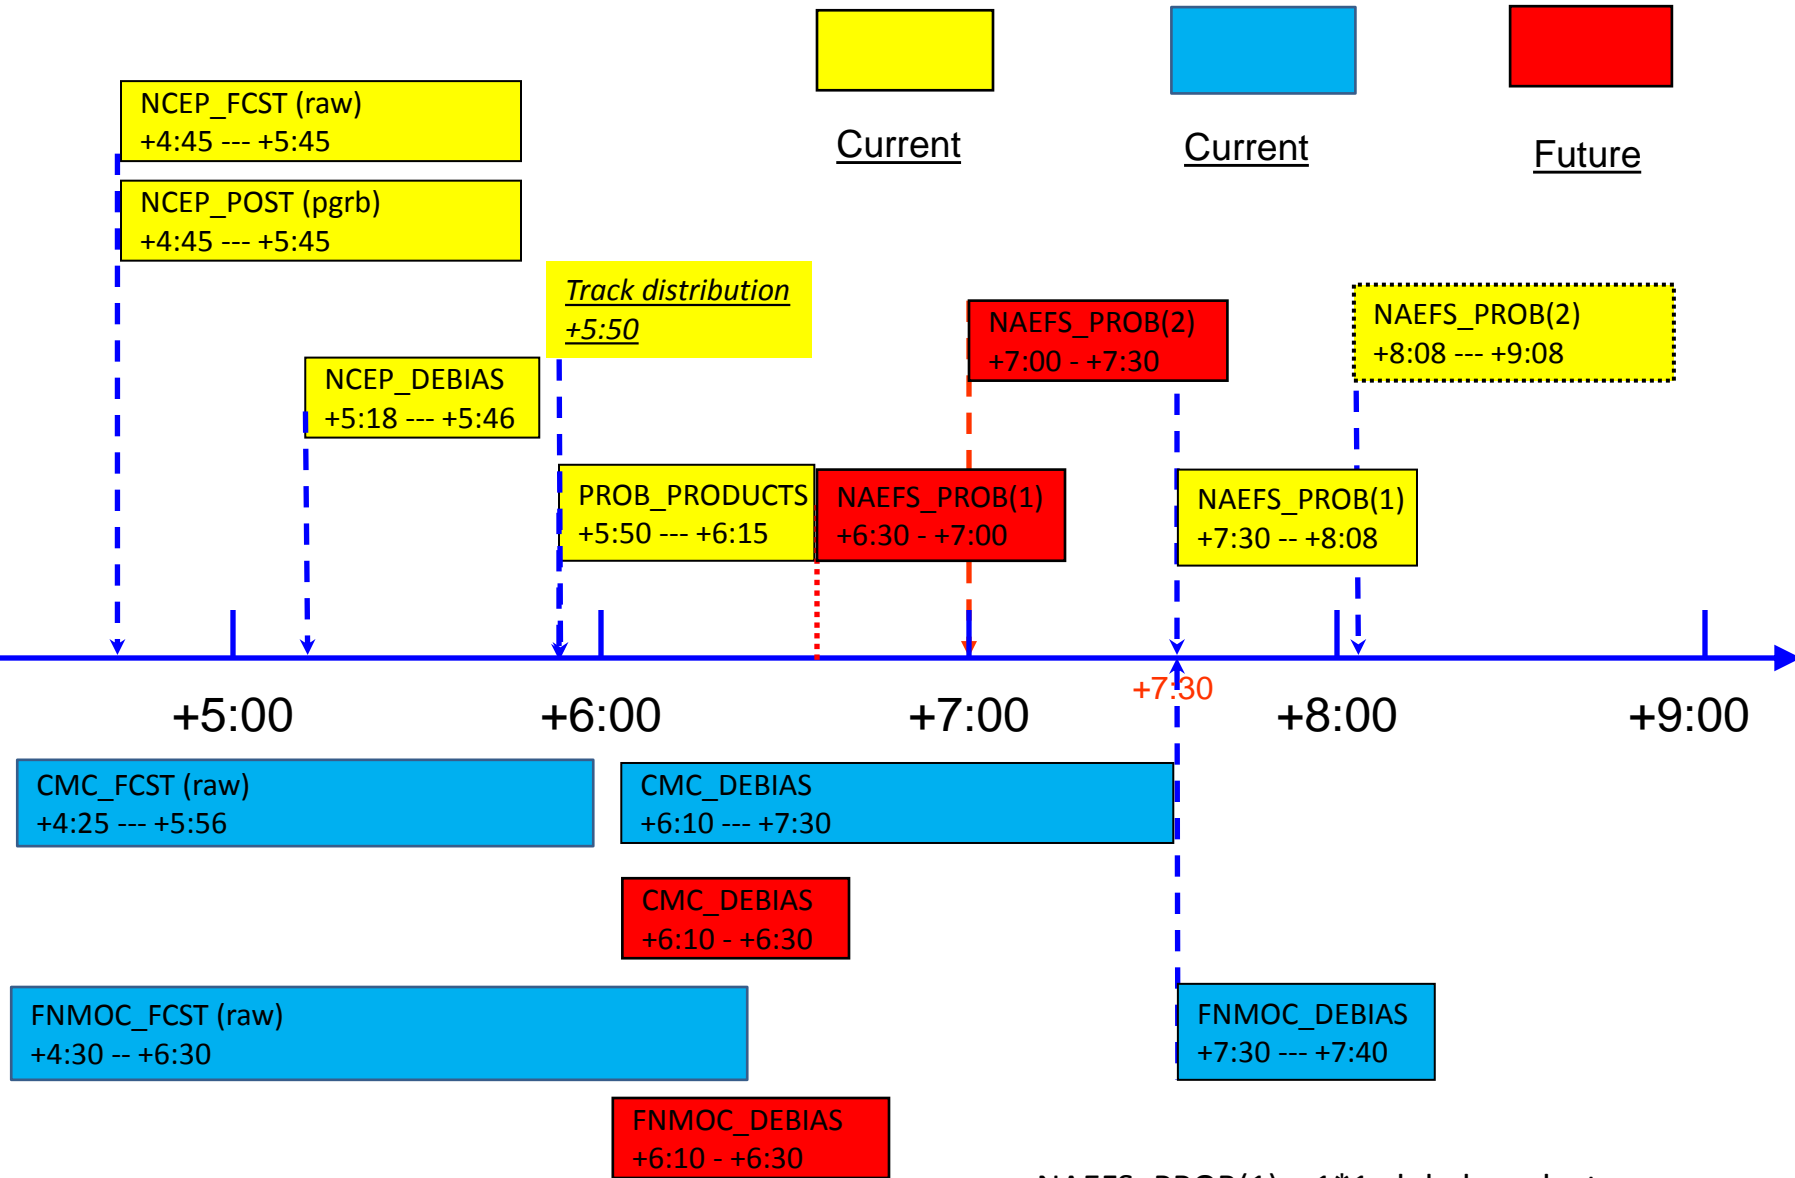 Current
Current
Future
NCEP_FCST (raw)
+4:45 --- +5:45
NCEP_POST (pgrb)
+4:45 --- +5:45
Track distribution
+5:50
NAEFS_PROB(2)
+7:00 - +7:30
NAEFS_PROB(2)
+8:08 --- +9:08
NCEP_DEBIAS
+5:18 --- +5:46
PROB_PRODUCTS
+5:50 --- +6:15
NAEFS_PROB(1)
+6:30 - +7:00
NAEFS_PROB(1)
+7:30 -- +8:08
+7:30
+5:00
+6:00
+7:00
+8:00
+9:00
CMC_FCST (raw)
+4:25 --- +5:56
CMC_DEBIAS
+6:10 --- +7:30
CMC_DEBIAS
+6:10 - +6:30
FNMOC_FCST (raw)
+4:30 -- +6:30
FNMOC_DEBIAS
+7:30 --- +7:40
FNMOC_DEBIAS
+6:10 - +6:30